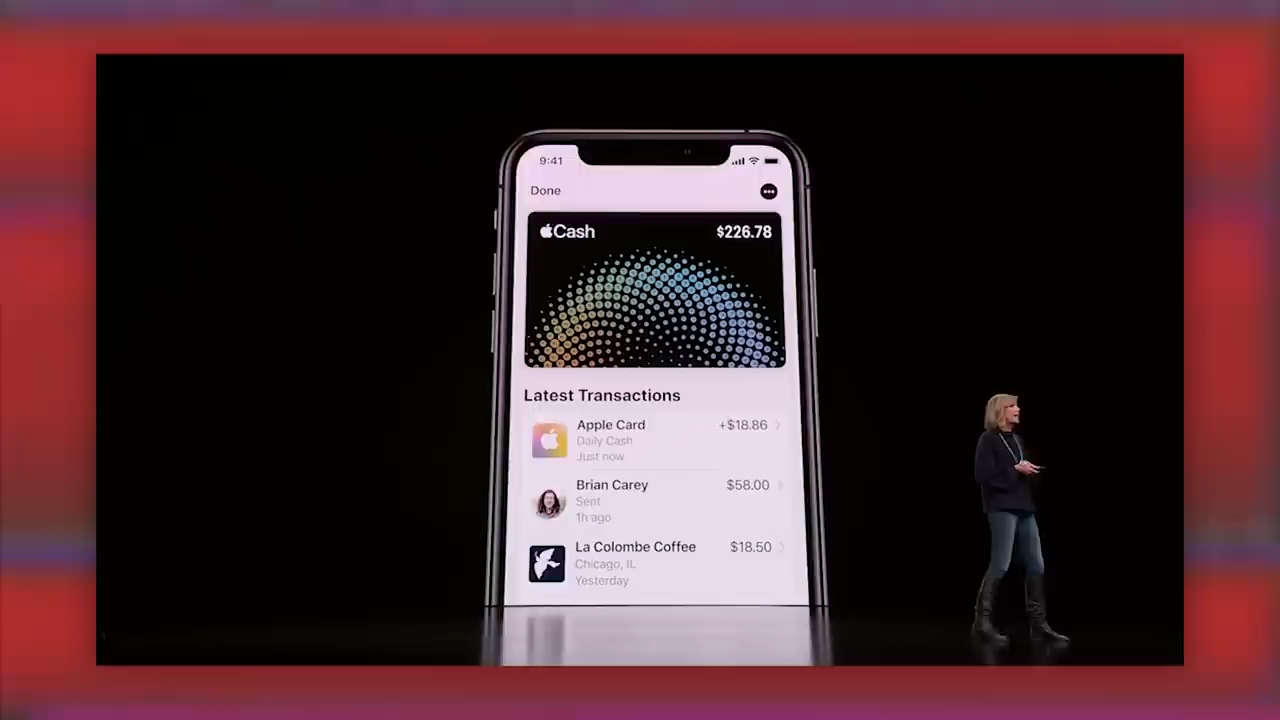 9:41
Done
Cash $226.78
Latest Transactions
Apple Card +$18.86
Daily Cash
Just now
Brian Carey $58.00
Sent
1h ago
La Colombe Coffee $18.50
Chicago, IL
Yesterday